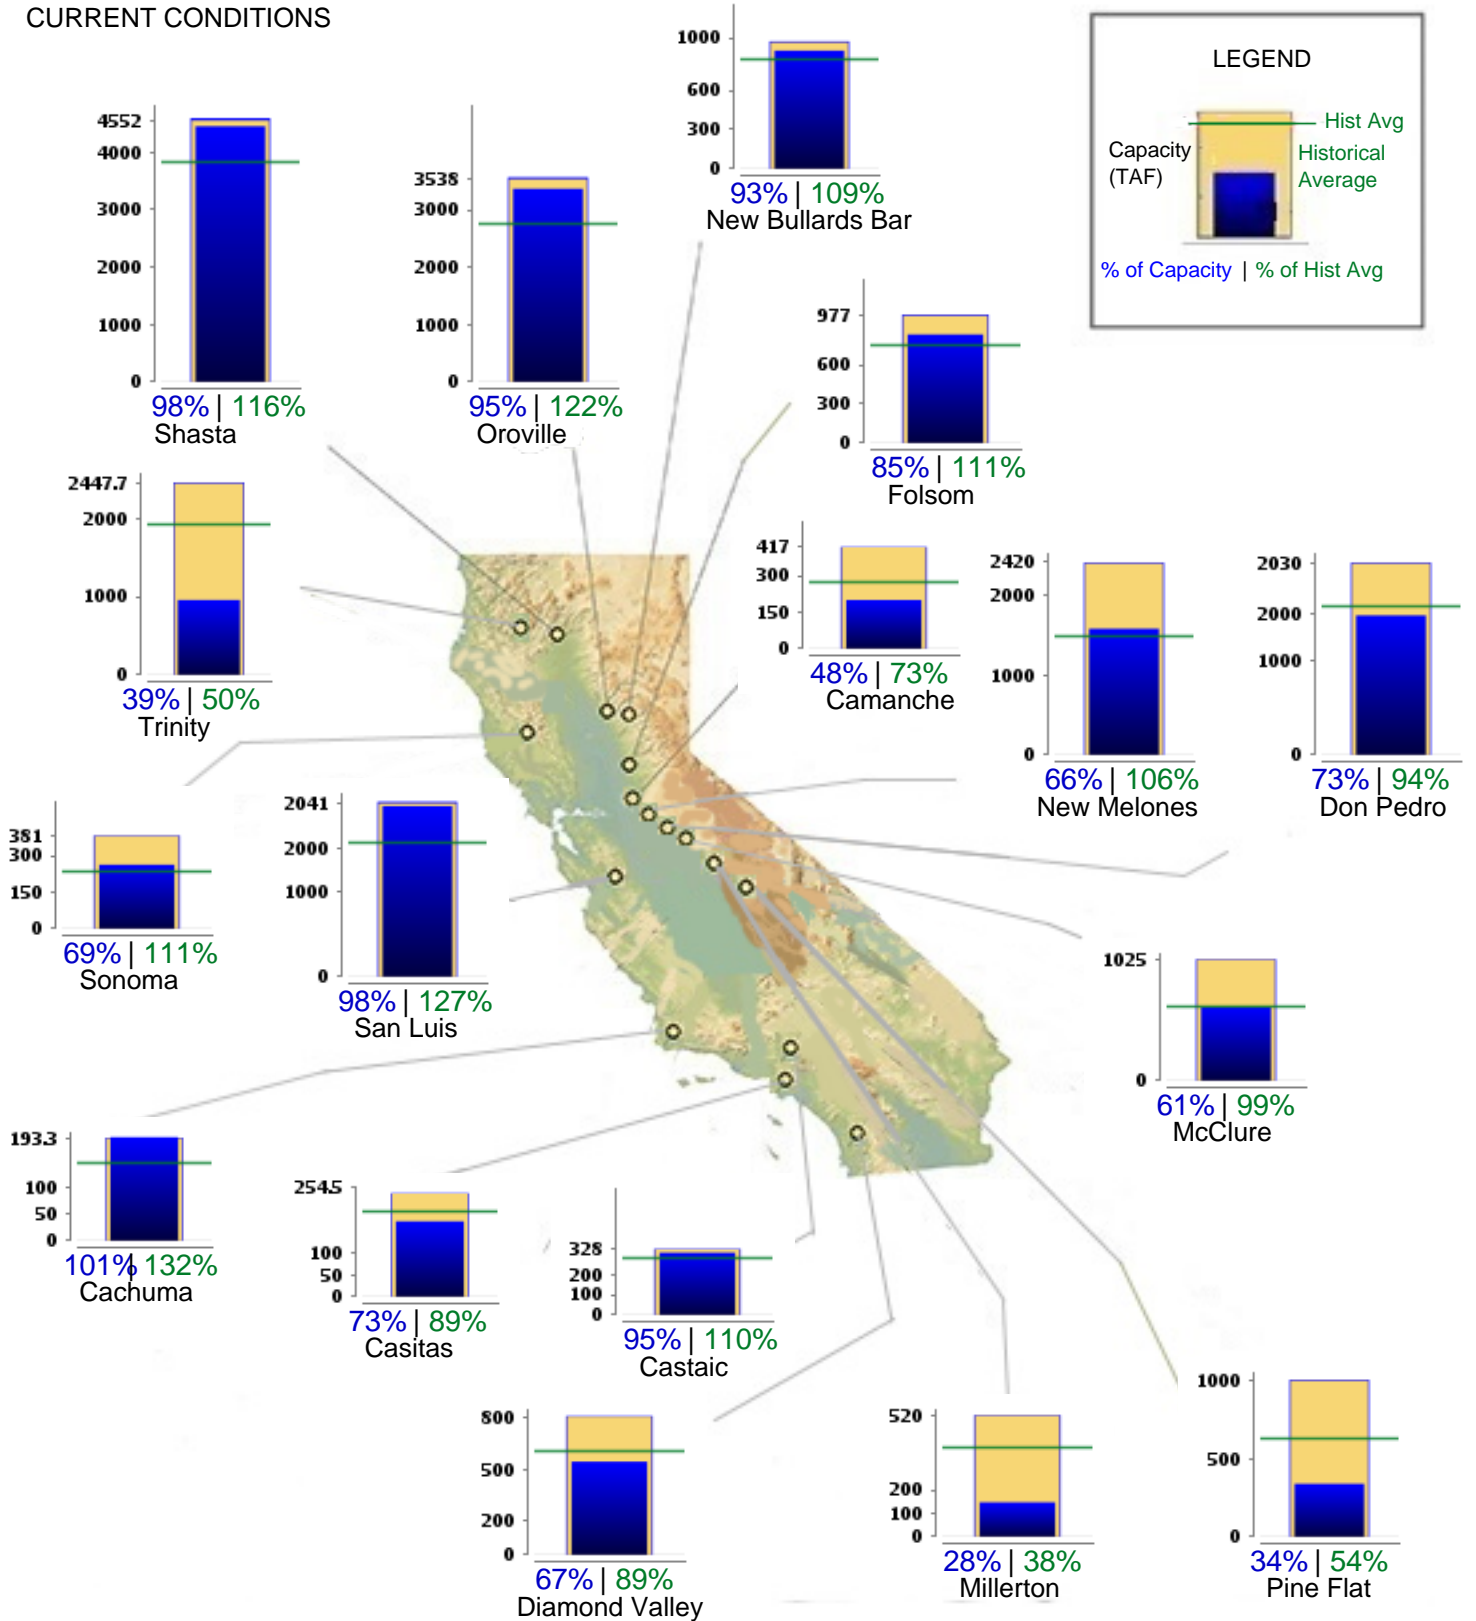 CURRENT CONDITIONS
1000
600
300
0
93% | 109%
New Bullards Bar
LEGEND
Hist Avg
Capacity
(TAF)
Historical
Average
% of Capacity | % of Hist Avg
4552
4000
3000
2000
1000
0
98% | 116%
Shasta
3538
3000
2000
1000
0
95% | 122%
Oroville
977
600
300
0
85% | 111%
Folsom
2447.7
2000
1000
0
39% | 50%
Trinity
417
300
150
0
48% | 73%
Camanche
2420
2000
1000
0
66% | 106%
New Melones
2030
2000
1000
0
73% | 94%
Don Pedro
381
300
150
0
69% | 111%
Sonoma
2041
2000
1000
0
98% | 127%
San Luis
1025
0
61% | 99%
McClure
193.3
100
50
0
101% | 132%
Cachuma
254.5
100
50
0
73% | 89%
Casitas
328
200
100
0
95% | 110%
Castaic
800
500
200
0
67% | 89%
Diamond Valley
520
200
100
0
28% | 38%
Millerton
1000
500
0
34% | 54%
Pine Flat